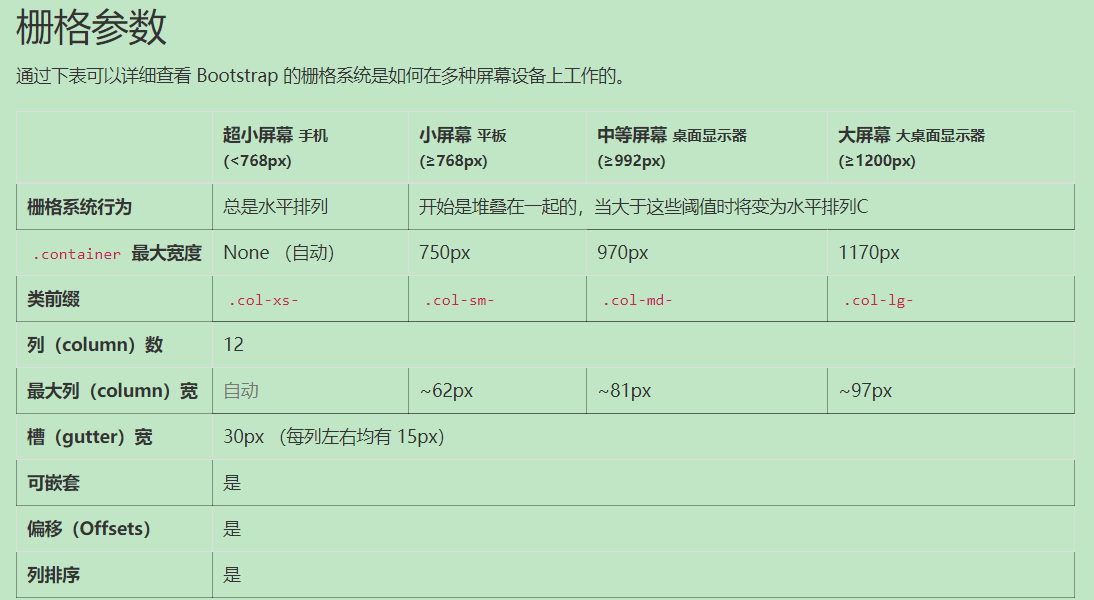 栅格参数
通过下表可以详细查看 Bootstrap 的栅格系统是如何在多种屏幕设备上工作的。
超小屏幕 手机 小屏幕 平板 中等屏幕 桌面显示器 大屏幕 大桌面显示器
(<768px) (≥768px) (≥992px) (≥1200px)
栅格系统行为 总是水平排列 开始是堆叠在一起的，当大于这些阈值时将变为水平排列C
.container 最大宽度 None （自动） 750px 970px 1170px
类前缀 .col-xs- .col-sm- .col-md- .col-lg-
列（column）数 12
最大列（column）宽 自动 ~62px ~81px ~97px
槽（gutter）宽 30px （每列左右均有 15px）
可嵌套 是
偏移（Offsets） 是
列排序 是